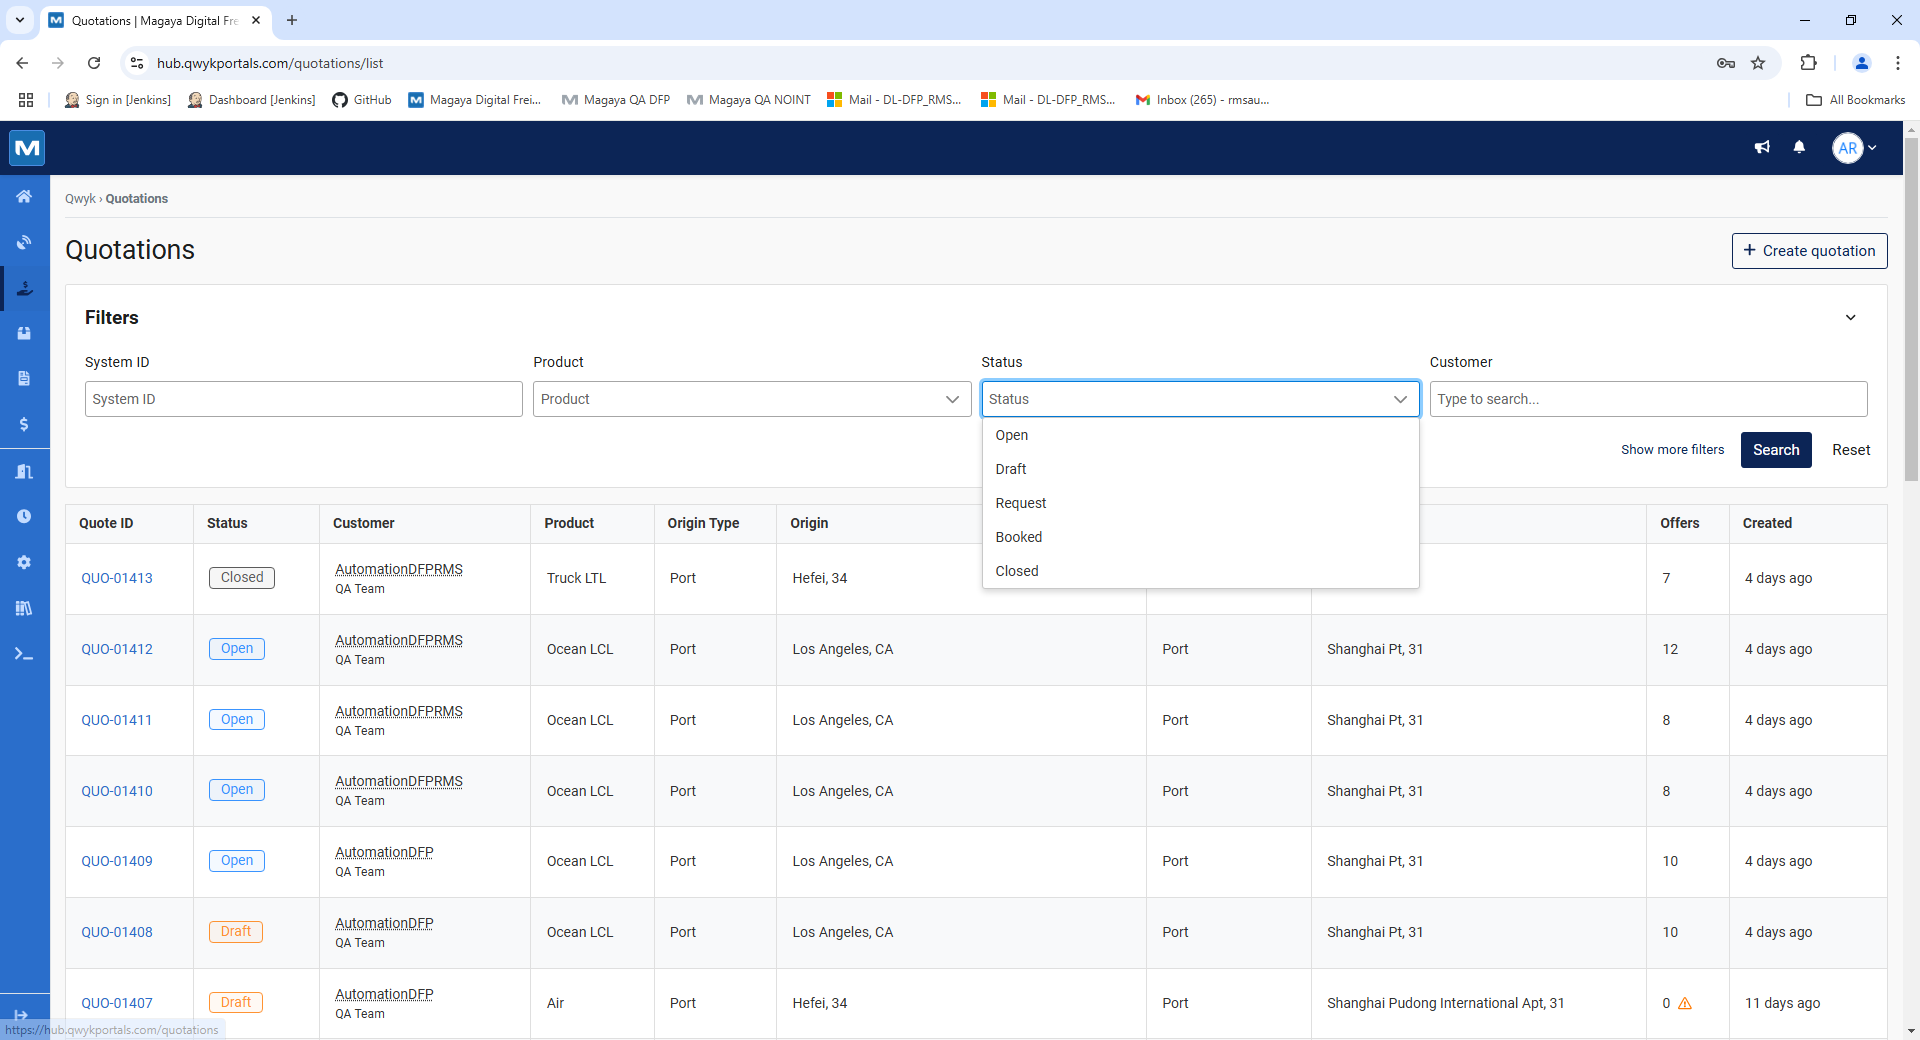 Quotations | Magaya Digital Fre
hub.qwykportals.com/quotations/list
Sign in [Jenkins]
Dashboard [Jenkins]
GitHub
Magaya Digital Frei...
Magaya QA DFP
Magaya QA NOINT
Mail - DL-DFP_RMS...
Mail - DL-DFP_RMS...
Inbox (265) - rmsau...
All Bookmarks
AR
Qwyk › Quotations
Quotations
+ Create quotation
Filters
System ID
Product
Status
Customer
System ID
Product
Status
Type to search...
Open
Draft
Request
Booked
Closed
Show more filters
Search
Reset
Quote ID
Status
Customer
Product
Origin Type
Origin
Offers
Created
QUO-01413
Closed
AutomationDFPRMS
QA Team
Truck LTL
Port
Hefei, 34
7
4 days ago
QUO-01412
Open
AutomationDFPRMS
QA Team
Ocean LCL
Port
Los Angeles, CA
Port
Shanghai Pt, 31
12
4 days ago
QUO-01411
Open
AutomationDFPRMS
QA Team
Ocean LCL
Port
Los Angeles, CA
Port
Shanghai Pt, 31
8
4 days ago
QUO-01410
Open
AutomationDFPRMS
QA Team
Ocean LCL
Port
Los Angeles, CA
Port
Shanghai Pt, 31
8
4 days ago
QUO-01409
Open
AutomationDFP
QA Team
Ocean LCL
Port
Los Angeles, CA
Port
Shanghai Pt, 31
10
4 days ago
QUO-01408
Draft
AutomationDFP
QA Team
Ocean LCL
Port
Los Angeles, CA
Port
Shanghai Pt, 31
10
4 days ago
QUO-01407
Draft
AutomationDFP
QA Team
Air
Port
Hefei, 34
Port
Shanghai Pudong International Apt, 31
0
11 days ago
https://hub.qwykportals.com/quotations